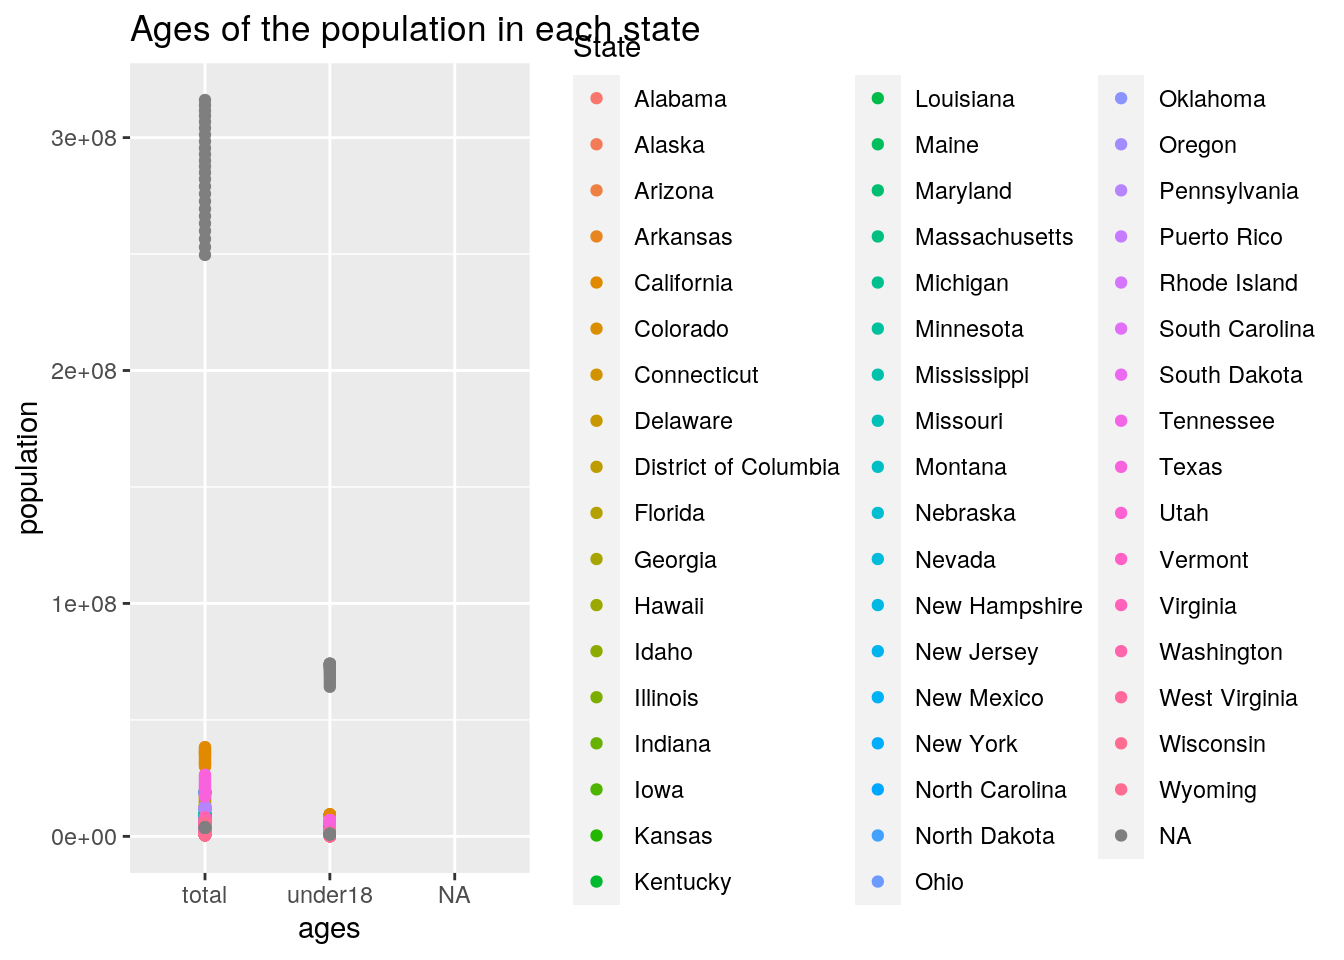 Ages of the population in each state
population
3e+08
2e+08
1e+08
0e+00
total
under18
NA
ages
State
Alabama
Alaska
Arizona
Arkansas
California
Colorado
Connecticut
Delaware
District of Columbia
Florida
Georgia
Hawaii
Idaho
Illinois
Indiana
Iowa
Kansas
Kentucky
Louisiana
Maine
Maryland
Massachusetts
Michigan
Minnesota
Mississippi
Missouri
Montana
Nebraska
Nevada
New Hampshire
New Jersey
New Mexico
New York
North Carolina
North Dakota
Ohio
Oklahoma
Oregon
Pennsylvania
Puerto Rico
Rhode Island
South Carolina
South Dakota
Tennessee
Texas
Utah
Vermont
Virginia
Washington
West Virginia
Wisconsin
Wyoming
NA